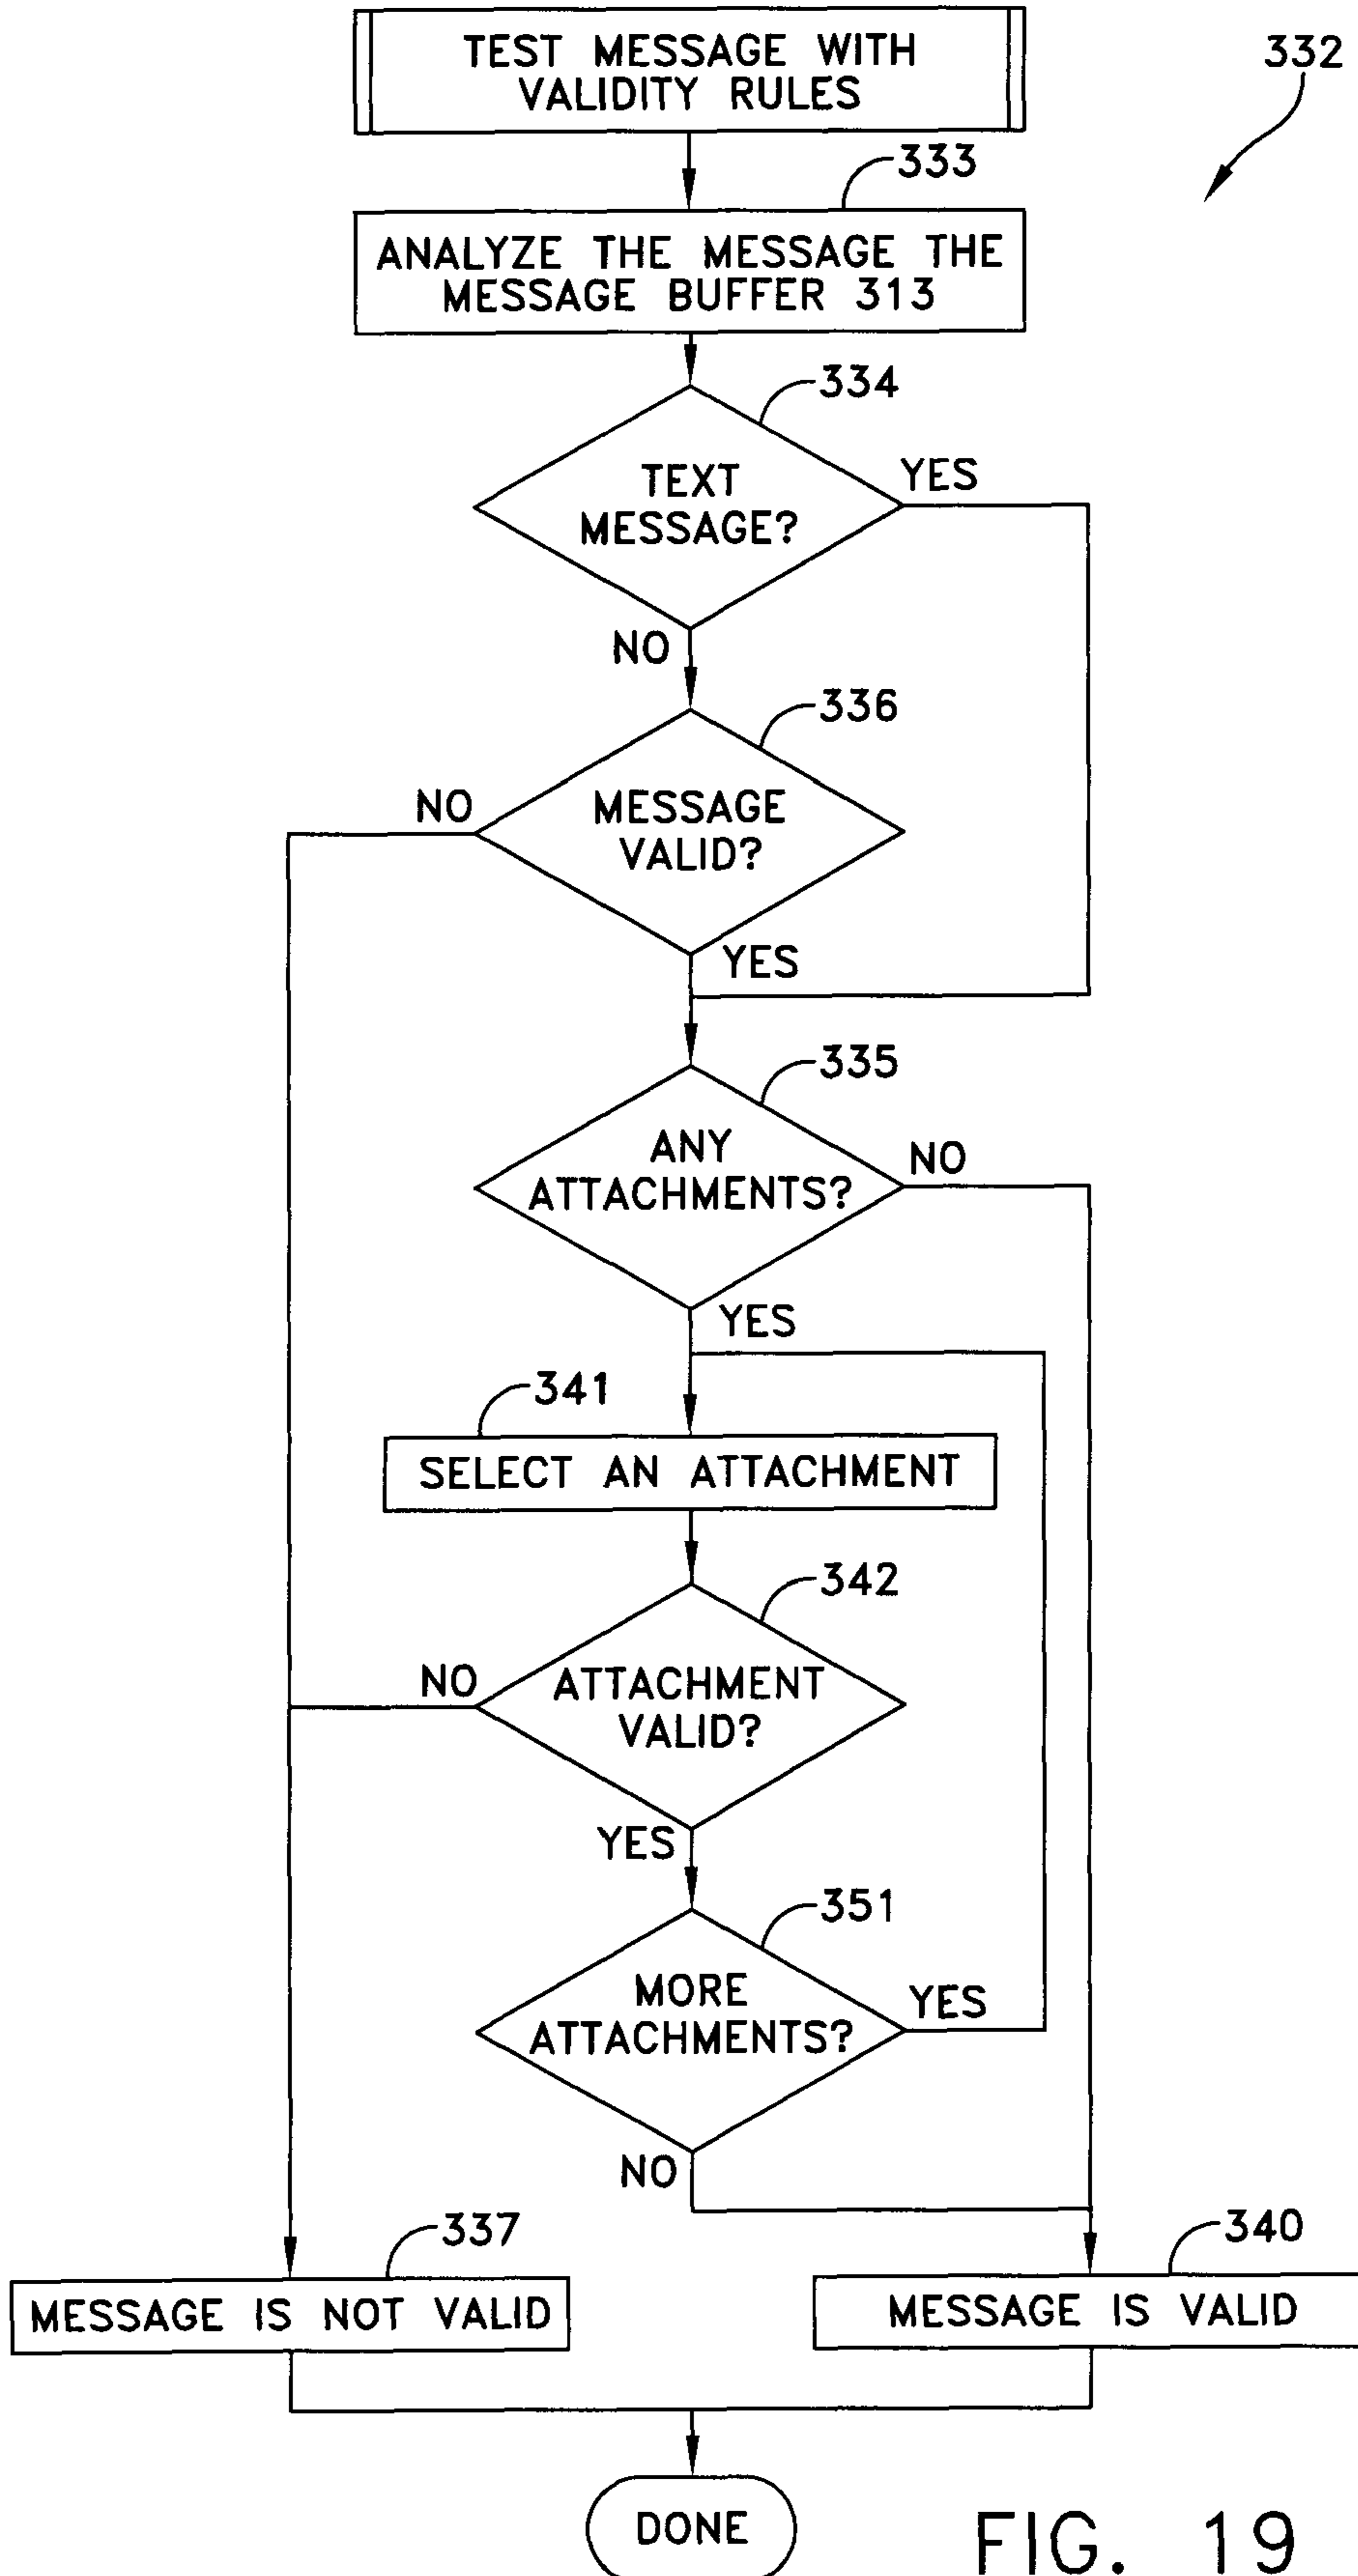 TEST MESSAGE WITH
VALIDITY RULES
332
333
ANALYZE THE MESSAGE THE
MESSAGE BUFFER 313
334
TEXT
MESSAGE?
YES
NO
336
MESSAGE
VALID?
NO
YES
335
ANY
ATTACHMENTS?
NO
YES
341
SELECT AN ATTACHMENT
342
ATTACHMENT
VALID?
NO
YES
351
MORE
ATTACHMENTS?
YES
NO
337
MESSAGE IS NOT VALID
340
MESSAGE IS VALID
DONE
FIG. 19